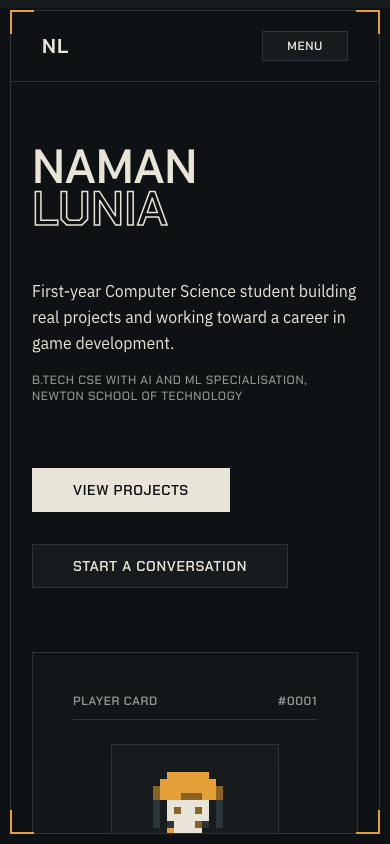 NL
MENU
NAMAN
LUNIA
First-year Computer Science student building
real projects and working toward a career in
game development.
B.TECH CSE WITH AI AND ML SPECIALISATION,
NEWTON SCHOOL OF TECHNOLOGY
VIEW PROJECTS
START A CONVERSATION
PLAYER CARD #0001